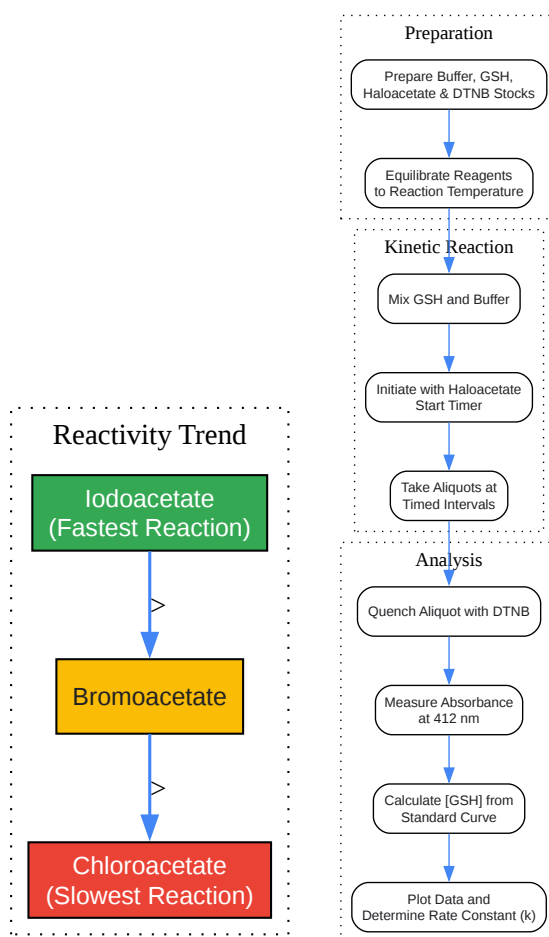 Reactivity Trend
Iodoacetate
(Fastest Reaction)
>
Bromoacetate
>
Chloroacetate
(Slowest Reaction)
Preparation
Prepare Buffer, GSH,
Haloacetate & DTNB Stocks
Equilibrate Reagents
to Reaction Temperature
Kinetic Reaction
Mix GSH and Buffer
Initiate with Haloacetate
Start Timer
Take Aliquots at
Timed Intervals
Analysis
Quench Aliquot with DTNB
Measure Absorbance
at 412 nm
Calculate [GSH] from
Standard Curve
Plot Data and
Determine Rate Constant (k)